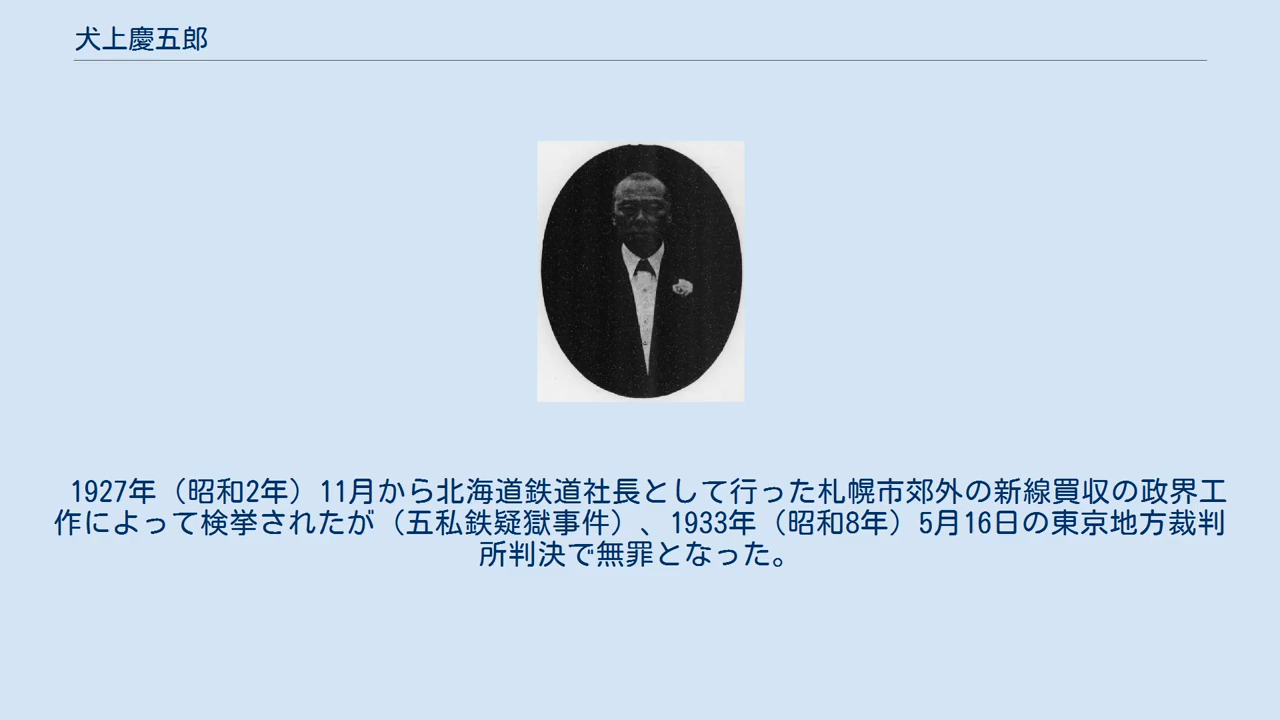 犬上慶五郎
1927年（昭和2年）11月から北海道鉄道社長として行った札幌市郊外の新線買収の政界工
作によって検挙されたが（五私鉄疑獄事件）、1933年（昭和8年）5月16日の東京地方裁判
所判決で無罪となった。